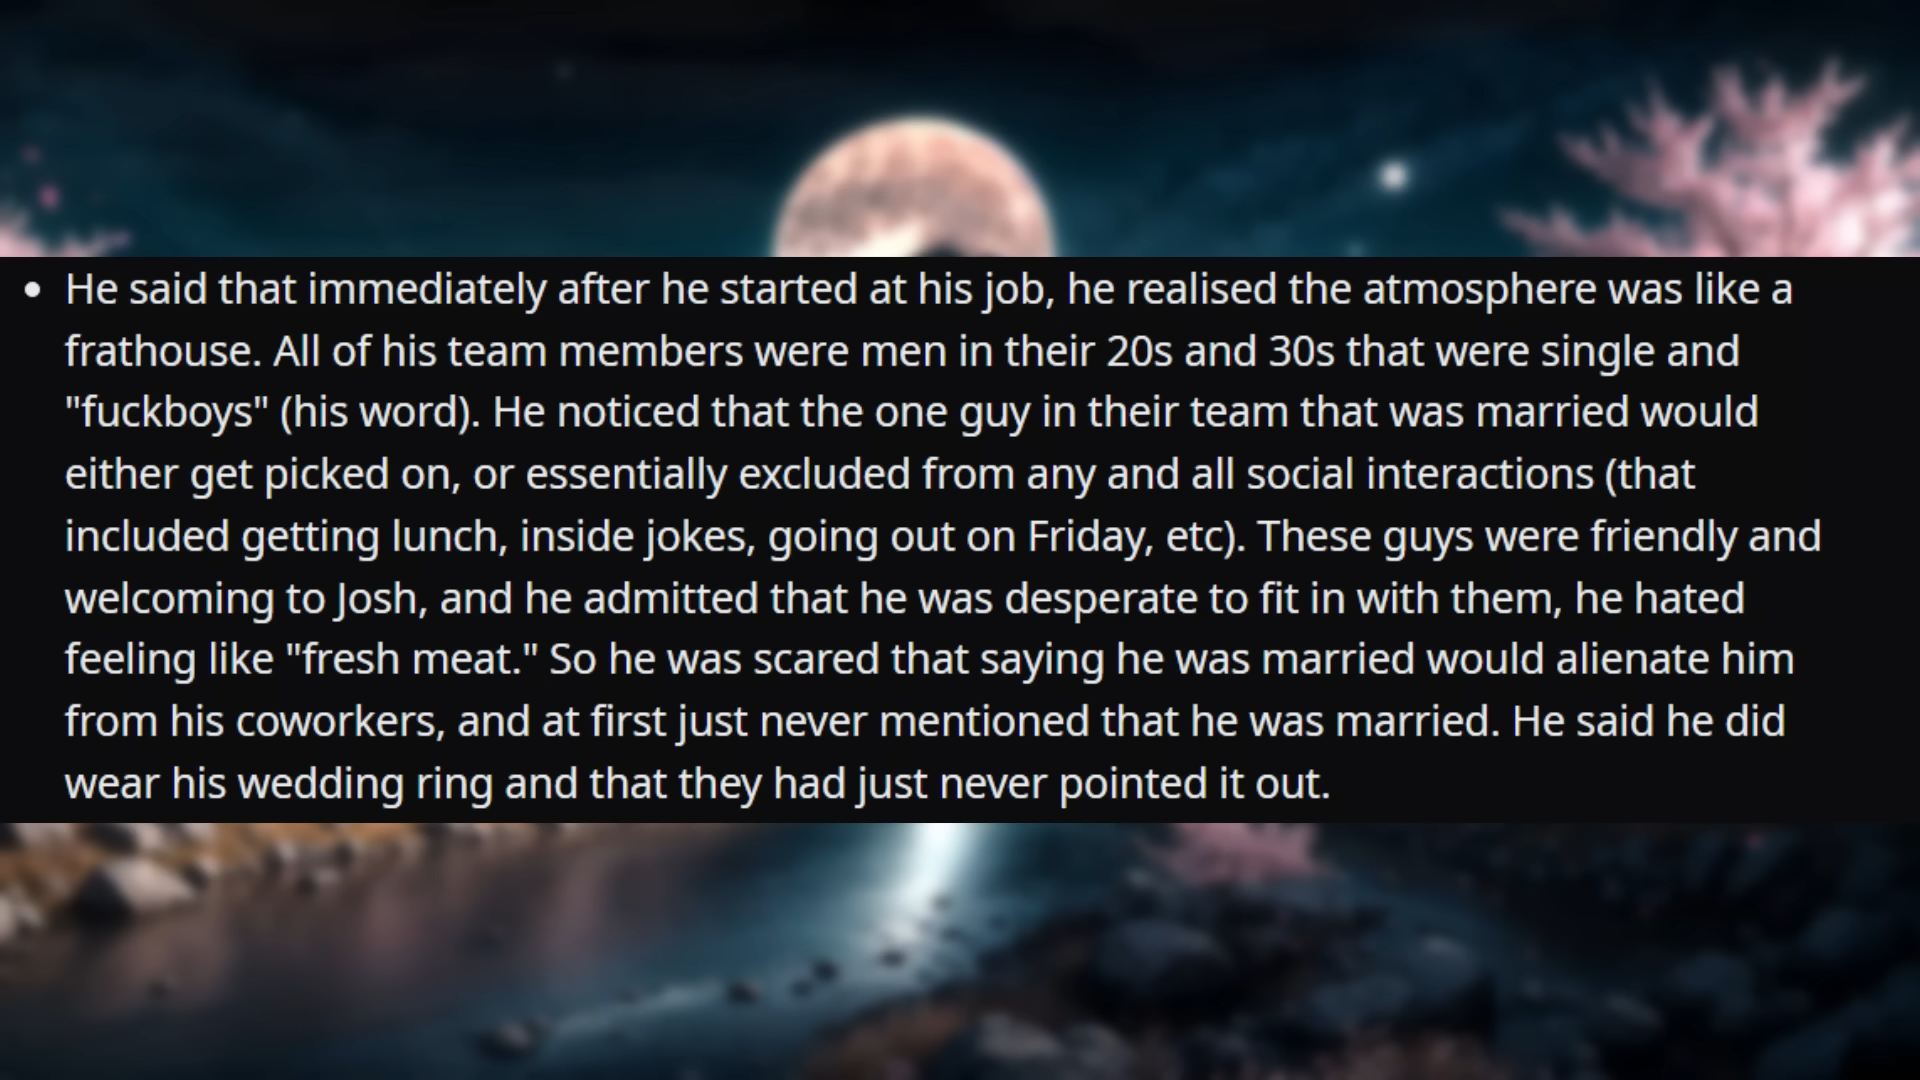 • He said that immediately after he started at his job, he realised the atmosphere was like a
frathouse. All of his team members were men in their 20s and 30s that were single and
"fuckboys" (his word). He noticed that the one guy in their team that was married would
either get picked on, or essentially excluded from any and all social interactions (that
included getting lunch, inside jokes, going out on Friday, etc). These guys were friendly and
welcoming to Josh, and he admitted that he was desperate to fit in with them, he hated
feeling like "fresh meat." So he was scared that saying he was married would alienate him
from his coworkers, and at first just never mentioned that he was married. He said he did
wear his wedding ring and that they had just never pointed it out.